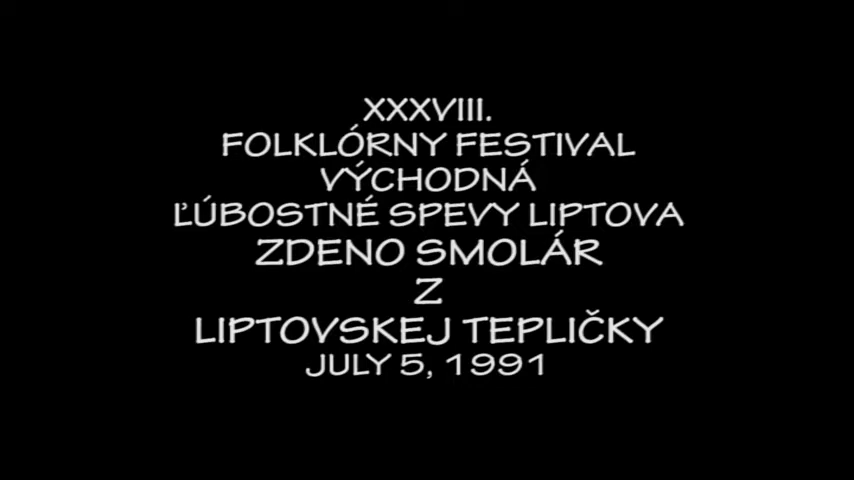 XXXVIII.
FOLKLÓRNY FESTIVAL
VÝCHODNÁ
ĽÚBOSTNÉ SPEVY LIPTOVA
ZDENO SMOLÁR
Z
LIPTOVSKEJ TEPLIČKY
JULY 5, 1991